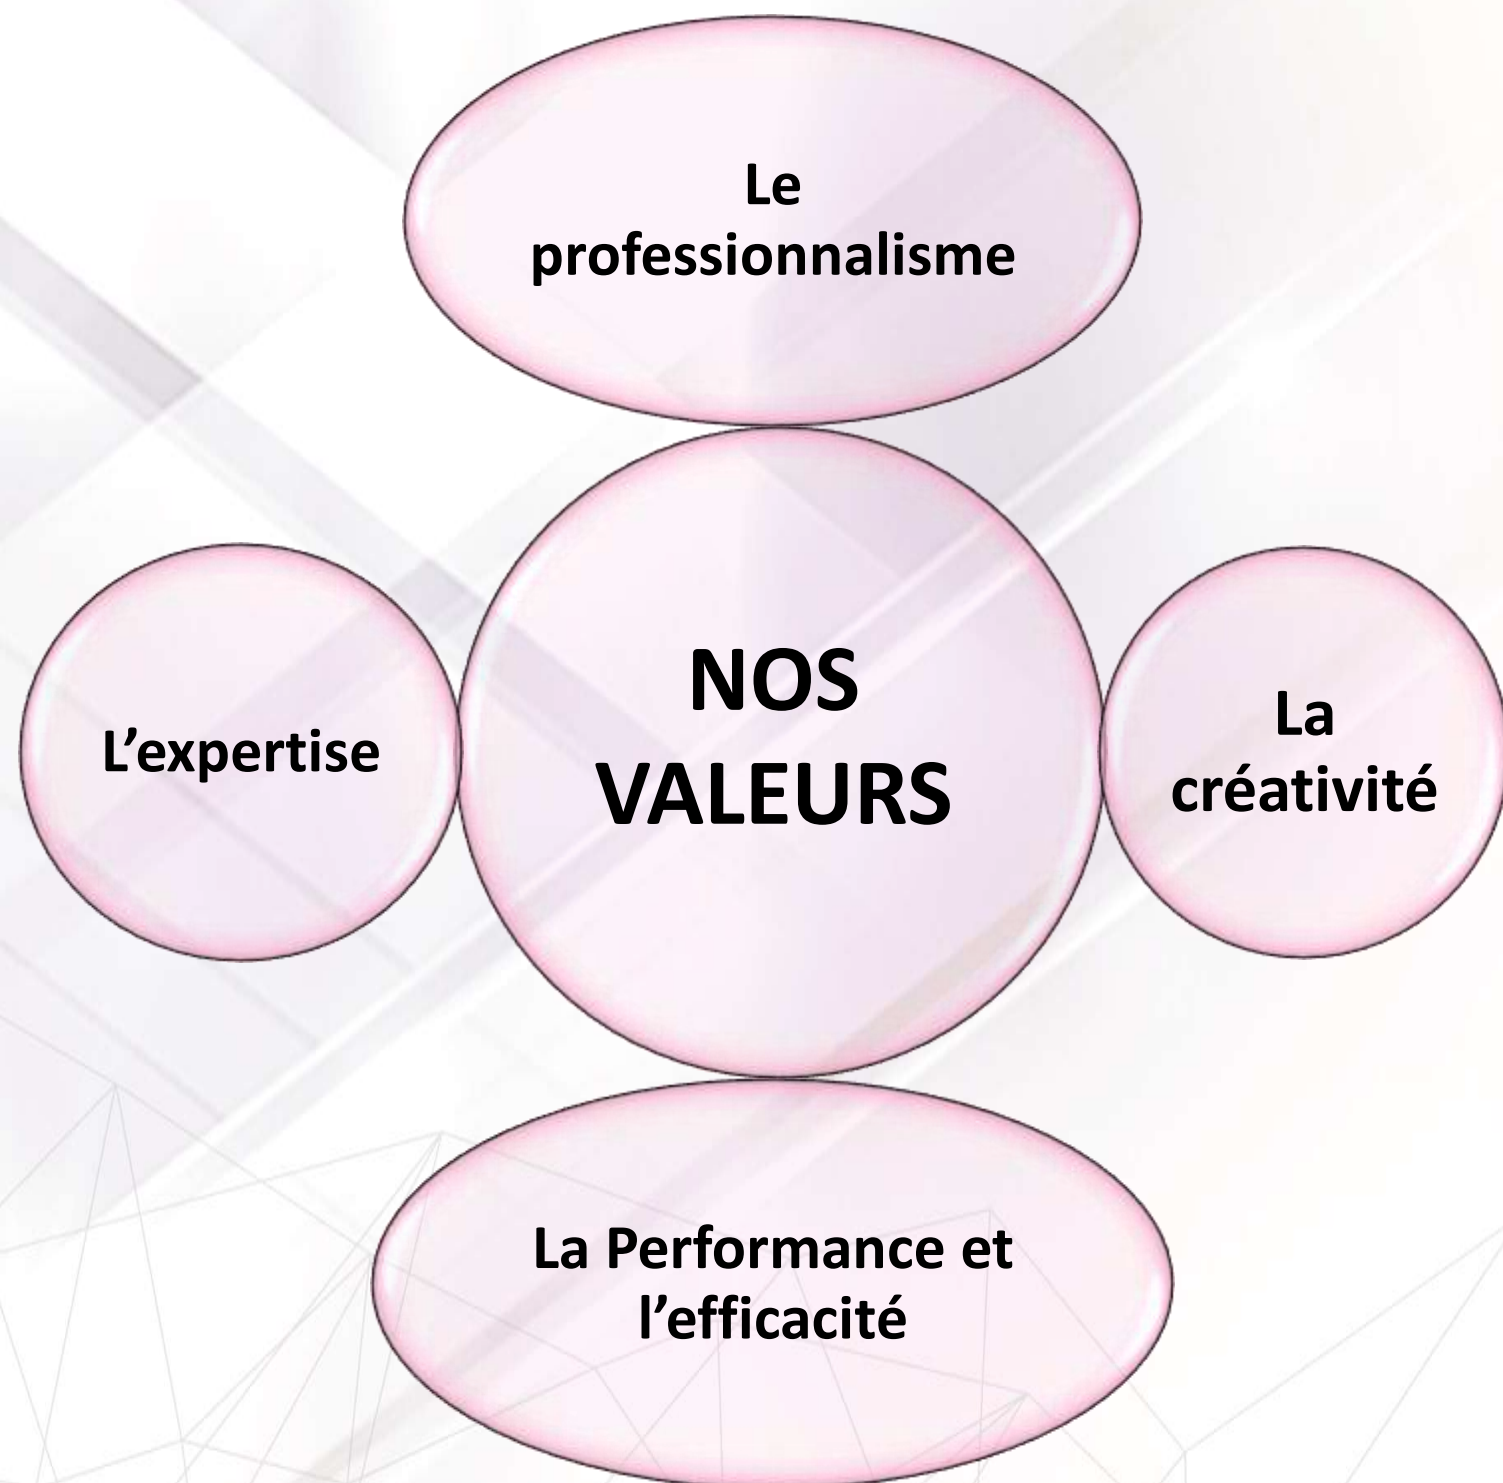 Le
professionnalisme
L’expertise
NOS
VALEURS
La
créativité
La Performance et
l’efficacité